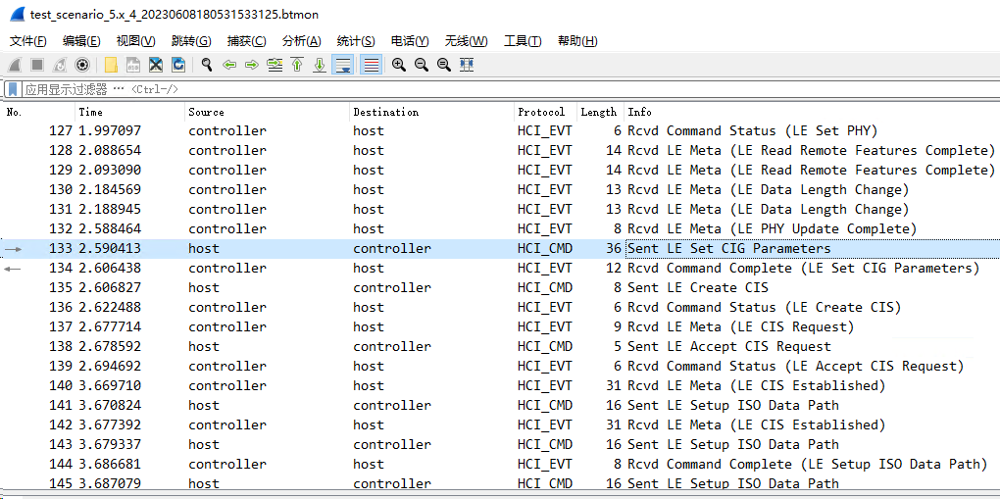 test_scenario_5.x_4_20230608180531533125.btmon
文件(F) 编辑(E) 视图(V) 跳转(G) 捕获(C) 分析(A) 统计(S) 电话(Y) 无线(W) 工具(T) 帮助(H)
应用显示过滤器 … <Ctrl-/>
No. Time Source Destination Protocol Length Info
127 1.997097 controller host HCI_EVT 6 Rcvd Command Status (LE Set PHY)
128 2.088654 controller host HCI_EVT 14 Rcvd LE Meta (LE Read Remote Features Complete)
129 2.093090 controller host HCI_EVT 14 Rcvd LE Meta (LE Read Remote Features Complete)
130 2.184569 controller host HCI_EVT 13 Rcvd LE Meta (LE Data Length Change)
131 2.188945 controller host HCI_EVT 13 Rcvd LE Meta (LE Data Length Change)
132 2.588464 controller host HCI_EVT 8 Rcvd LE Meta (LE PHY Update Complete)
133 2.590413 host controller HCI_CMD 36 Sent LE Set CIG Parameters
134 2.606438 controller host HCI_EVT 12 Rcvd Command Complete (LE Set CIG Parameters)
135 2.606827 host controller HCI_CMD 8 Sent LE Create CIS
136 2.622488 controller host HCI_EVT 6 Rcvd Command Status (LE Create CIS)
137 2.677714 controller host HCI_EVT 9 Rcvd LE Meta (LE CIS Request)
138 2.678592 host controller HCI_CMD 5 Sent LE Accept CIS Request
139 2.694692 controller host HCI_EVT 6 Rcvd Command Status (LE Accept CIS Request)
140 3.669710 controller host HCI_EVT 31 Rcvd LE Meta (LE CIS Established)
141 3.670824 host controller HCI_CMD 16 Sent LE Setup ISO Data Path
142 3.677392 controller host HCI_EVT 31 Rcvd LE Meta (LE CIS Established)
143 3.679337 host controller HCI_CMD 16 Sent LE Setup ISO Data Path
144 3.686681 controller host HCI_EVT 8 Rcvd Command Complete (LE Setup ISO Data Path)
145 3.687079 host controller HCI_CMD 16 Sent LE Setup ISO Data Path